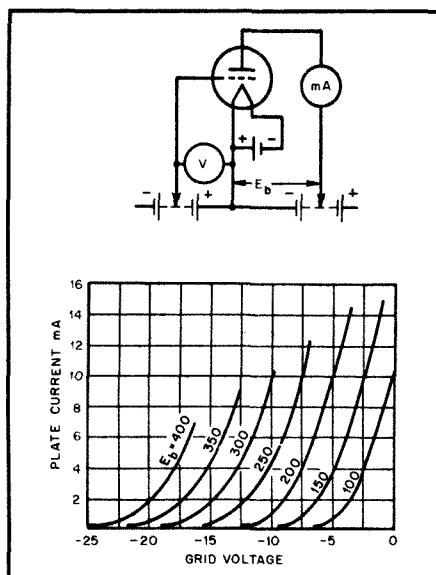 mA
V
+ -
- +
E_b
- +
PLATE CURRENT mA
16
14
12
10
8
6
4
2
E_b=400
350
300
250
200
150
100
-25 -20 -15 -10 -5 0
GRID VOLTAGE